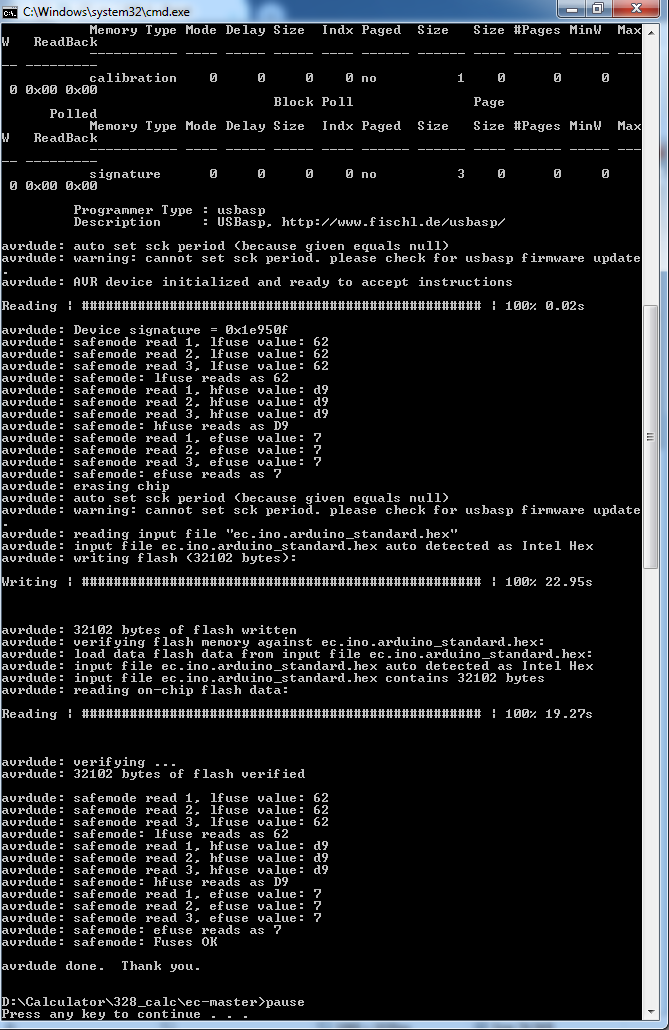 C:\Windows\system32\cmd.exe
Memory Type Mode Delay Size Indx Paged Size Size #Pages MinW Max
W ReadBack
----------- ---- ----- ----- ---- ------ ------ ---- ------ ----- ---
-- ---------
calibration 0 0 0 0 no 1 0 0 0
0 0x00 0x00
Block Poll Page
Polled
Memory Type Mode Delay Size Indx Paged Size Size #Pages MinW Max
W ReadBack
----------- ---- ----- ----- ---- ------ ------ ---- ------ ----- ---
-- ---------
signature 0 0 0 0 no 3 0 0 0
0 0x00 0x00
Programmer Type : usbasp
Description : USBasp, http://www.fischl.de/usbasp/
avrdude: auto set sck period (because given equals null)
avrdude: warning: cannot set sck period. please check for usbasp firmware update
.
avrdude: AVR device initialized and ready to accept instructions
Reading | ################################################## | 100% 0.02s
avrdude: Device signature = 0x1e950f
avrdude: safemode read 1, lfuse value: 62
avrdude: safemode read 2, lfuse value: 62
avrdude: safemode read 3, lfuse value: 62
avrdude: safemode: lfuse reads as 62
avrdude: safemode read 1, hfuse value: d9
avrdude: safemode read 2, hfuse value: d9
avrdude: safemode read 3, hfuse value: d9
avrdude: safemode: hfuse reads as D9
avrdude: safemode read 1, efuse value: 7
avrdude: safemode read 2, efuse value: 7
avrdude: safemode read 3, efuse value: 7
avrdude: safemode: efuse reads as 7
avrdude: erasing chip
avrdude: auto set sck period (because given equals null)
avrdude: warning: cannot set sck period. please check for usbasp firmware update
.
avrdude: reading input file "ec.ino.arduino_standard.hex"
avrdude: input file ec.ino.arduino_standard.hex auto detected as Intel Hex
avrdude: writing flash (32102 bytes):
Writing | ################################################## | 100% 22.95s
avrdude: 32102 bytes of flash written
avrdude: verifying flash memory against ec.ino.arduino_standard.hex:
avrdude: load data flash data from input file ec.ino.arduino_standard.hex:
avrdude: input file ec.ino.arduino_standard.hex auto detected as Intel Hex
avrdude: input file ec.ino.arduino_standard.hex contains 32102 bytes
avrdude: reading on-chip flash data:
Reading | ################################################## | 100% 19.27s
avrdude: verifying ...
avrdude: 32102 bytes of flash verified
avrdude: safemode read 1, lfuse value: 62
avrdude: safemode read 2, lfuse value: 62
avrdude: safemode read 3, lfuse value: 62
avrdude: safemode: lfuse reads as 62
avrdude: safemode read 1, hfuse value: d9
avrdude: safemode read 2, hfuse value: d9
avrdude: safemode read 3, hfuse value: d9
avrdude: safemode: hfuse reads as D9
avrdude: safemode read 1, efuse value: 7
avrdude: safemode read 2, efuse value: 7
avrdude: safemode read 3, efuse value: 7
avrdude: safemode: efuse reads as 7
avrdude: safemode: Fuses OK
avrdude done. Thank you.
D:\Calculator\328_calc\ec-master>pause
Press any key to continue . . .